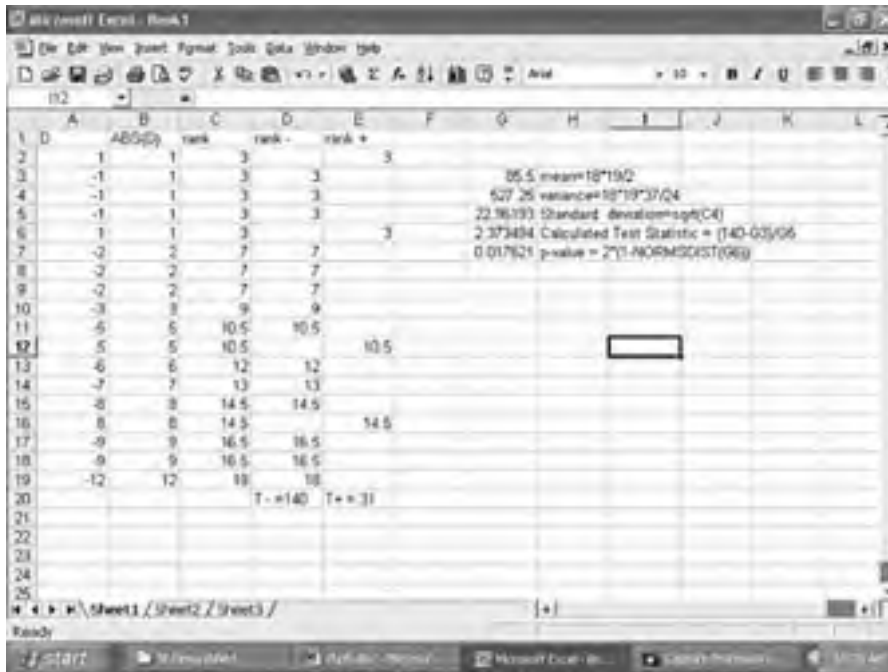 Microsoft Excel - Book1
File Edit View Insert Format Tools Data Window Help
Arial 10 B I U
I12 =
A B C D E F G H I J K L
1 D ABS(D) rank rank - rank +
2 1 1 3 3
3 -1 1 3 3 85.5 mean=18*19/2
4 -1 1 3 3 527.25 variance=18*19*37/24
5 -1 1 3 3 22.96193 Standard deviation=sqrt(C4)
6 1 1 3 3 2.373494 Calculated Test Statistic = (140-G3)/G5
7 -2 2 7 7 0.017621 p-value = 2*(1-NORMSDIST(G6))
8 -2 2 7 7
9 -2 2 7 7
10 -3 3 9 9
11 -5 5 10.5 10.5
12 5 5 10.5 10.5
13 -6 6 12 12
14 -7 7 13 13
15 -8 8 14.5 14.5
16 8 8 14.5 14.5
17 -9 9 16.5 16.5
18 -9 9 16.5 16.5
19 -12 12 18 18
20 T - =140 T+ = 31
21
22
23
24
25
Sheet1 / Sheet2 / Sheet3 /
Ready
start Microsoft Excel - Bo...